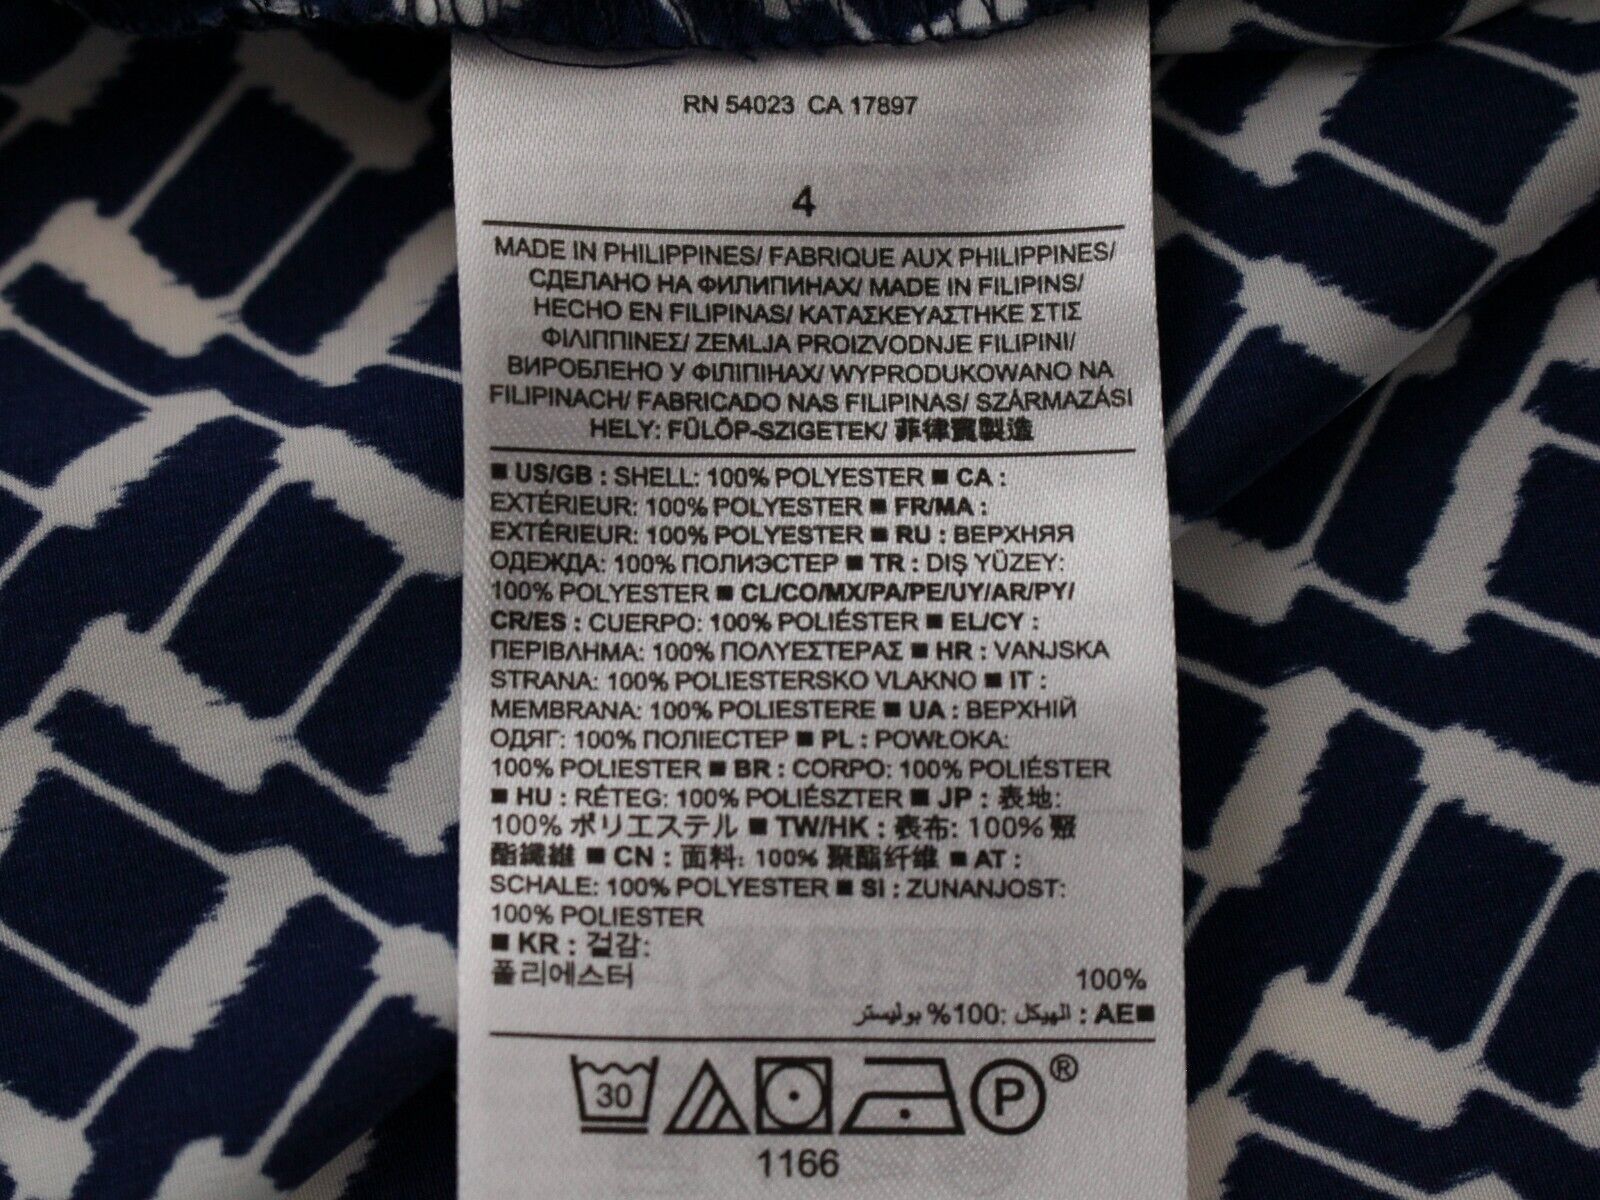 RN 54023 CA 17897
4
MADE IN PHILIPPINES/ FABRIQUE AUX PHILIPPINES/
СДЕЛАНО НА ФИЛИПИНАХ/ MADE IN FILIPINS/
HECHO EN FILIPINAS/ ΚΑΤΑΣΚΕΥΑΣΤΗΚΕ ΣΤΙΣ
ΦΙΛΙΠΠΙΝΕΣ/ ZEMLJA PROIZVODNJE FILIPINI/
ВИРОБЛЕНО У ФІЛІПІНАХ/ WYPRODUKOWANO NA
FILIPINACH/ FABRICADO NAS FILIPINAS/ SZÁRMAZÁSI
HELY: FÜLÖP-SZIGETEK/ 菲律賓製造
■ US/GB : SHELL: 100% POLYESTER ■ CA :
EXTÉRIEUR: 100% POLYESTER ■ FR/MA :
EXTÉRIEUR: 100% POLYESTER ■ RU : ВЕРХНЯЯ
ОДЕЖДА: 100% ПОЛИЭСТЕР ■ TR : DIŞ YÜZEY:
100% POLYESTER ■ CL/CO/MX/PA/PE/UY/AR/PY/
CR/ES : CUERPO: 100% POLIÉSTER ■ EL/CY :
ΠΕΡΙΒΛΗΜΑ: 100% ΠΟΛΥΕΣΤΕΡΑΣ ■ HR : VANJSKA
STRANA: 100% POLIESTERSKO VLAKNO ■ IT :
MEMBRANA: 100% POLIESTERE ■ UA : ВЕРХНІЙ
ОДЯГ: 100% ПОЛІЕСТЕР ■ PL : POWŁOKA:
100% POLIESTER ■ BR : CORPO: 100% POLIÉSTER
■ HU : RÉTEG: 100% POLIÉSZTER ■ JP : 表地:
100% ポリエステル ■ TW/HK : 表布: 100% 聚
酯纖維 ■ CN : 面料: 100% 聚酯纤维 ■ AT :
SCHALE: 100% POLYESTER ■ SI : ZUNANJOST:
100% POLIESTER
■ KR : 겉감:
폴리에스터 100%
■AE : الهيكل :100% بوليستر
30 P ®
1166